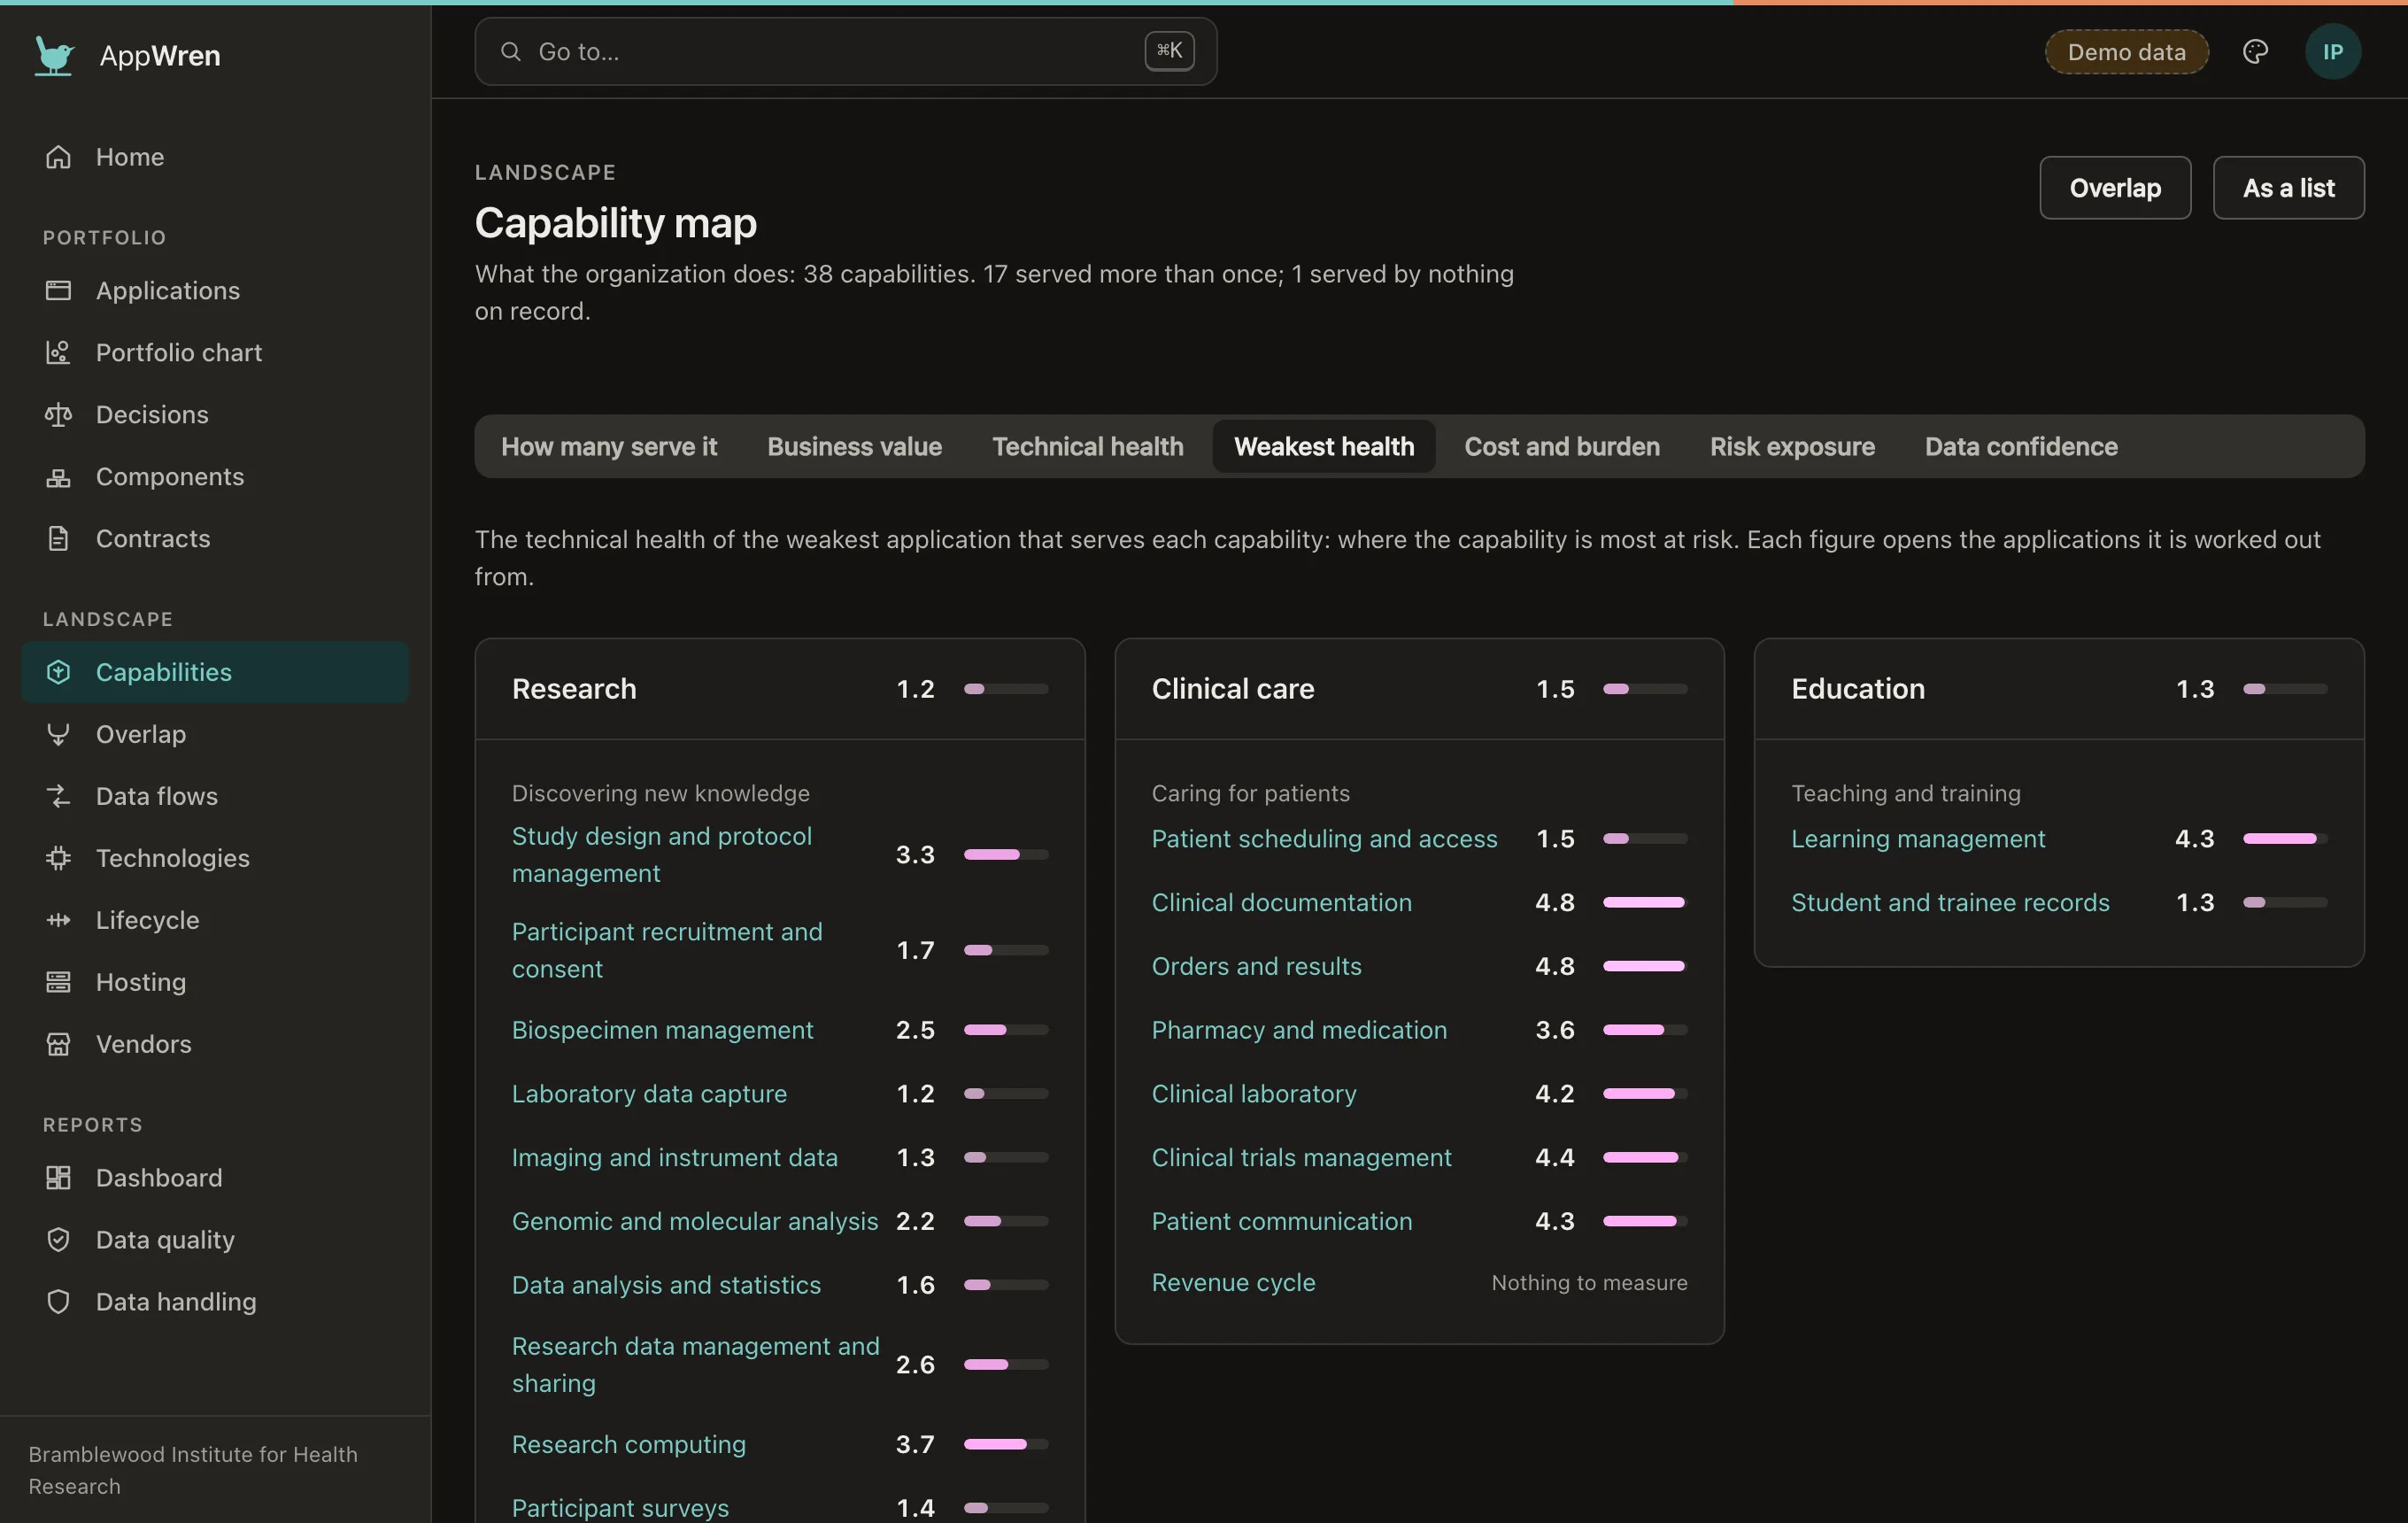 AppWren
Go to...
⌘K
Demo data
IP
Home
PORTFOLIO
Applications
Portfolio chart
Decisions
Components
Contracts
LANDSCAPE
Capabilities
Overlap
Data flows
Technologies
Lifecycle
Hosting
Vendors
REPORTS
Dashboard
Data quality
Data handling
Bramblewood Institute for Health
Research
LANDSCAPE
Capability map
What the organization does: 38 capabilities. 17 served more than once; 1 served by nothing
on record.
Overlap
As a list
How many serve it
Business value
Technical health
Weakest health
Cost and burden
Risk exposure
Data confidence
The technical health of the weakest application that serves each capability: where the capability is most at risk. Each figure opens the applications it is worked out
from.
Research 1.2
Discovering new knowledge
Study design and protocol
management 3.3
Participant recruitment and
consent 1.7
Biospecimen management 2.5
Laboratory data capture 1.2
Imaging and instrument data 1.3
Genomic and molecular analysis 2.2
Data analysis and statistics 1.6
Research data management and
sharing 2.6
Research computing 3.7
Participant surveys 1.4
Clinical care 1.5
Caring for patients
Patient scheduling and access 1.5
Clinical documentation 4.8
Orders and results 4.8
Pharmacy and medication 3.6
Clinical laboratory 4.2
Clinical trials management 4.4
Patient communication 4.3
Revenue cycle Nothing to measure
Education 1.3
Teaching and training
Learning management 4.3
Student and trainee records 1.3